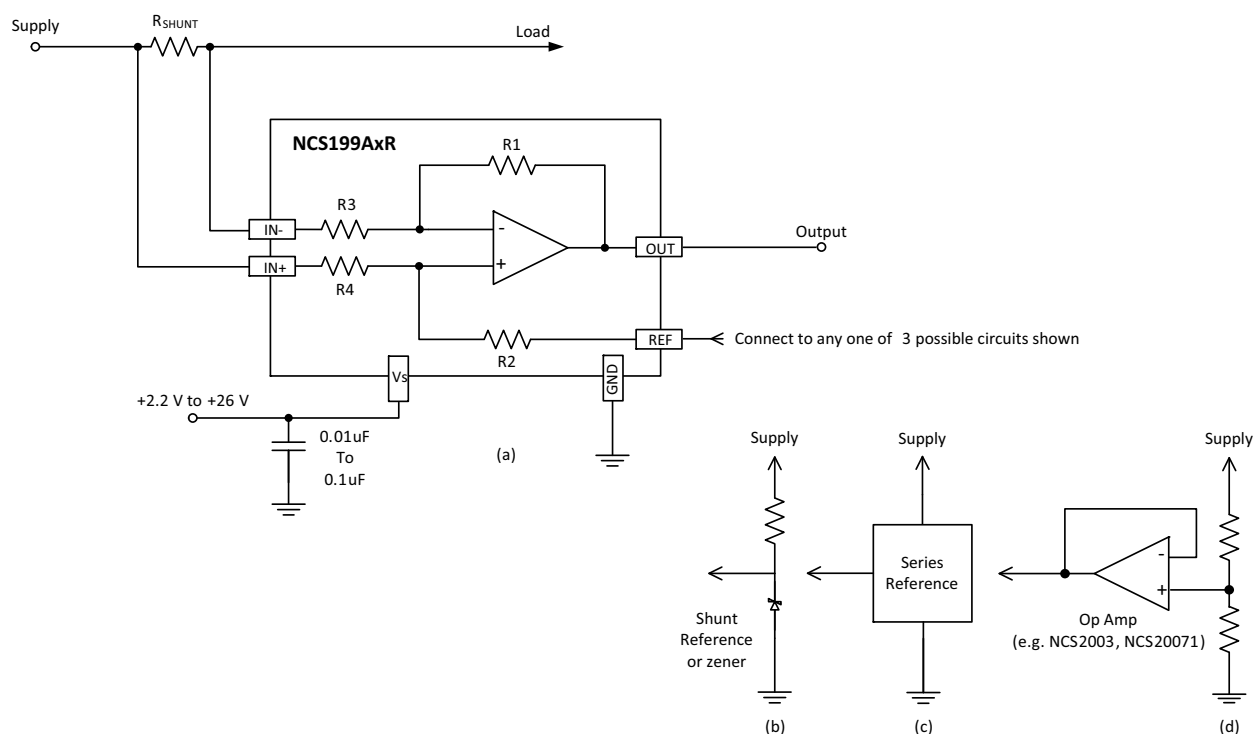 R_SHUNT
Supply
Load
NCS199AxR
R1
R3
IN-
-
OUT
Output
IN+
+
R4
REF
Connect to any one of 3 possible circuits shown
R2
Vs
GND
+2.2 V to +26 V
0.01uF
To
0.1uF
(a)
Supply
Supply
Supply
Series
Reference
-
+
Shunt
Reference
or zener
Op Amp
(e.g. NCS2003, NCS20071)
(b)
(c)
(d)